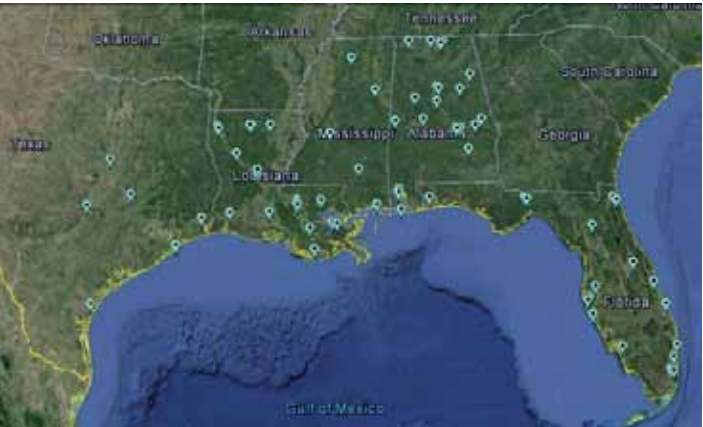 Tennessee
Oklahoma
Arkansas
South Carolina
Texas
Mississippi
Alabama
Georgia
Louisiana
Florida
Gulf of Mexico